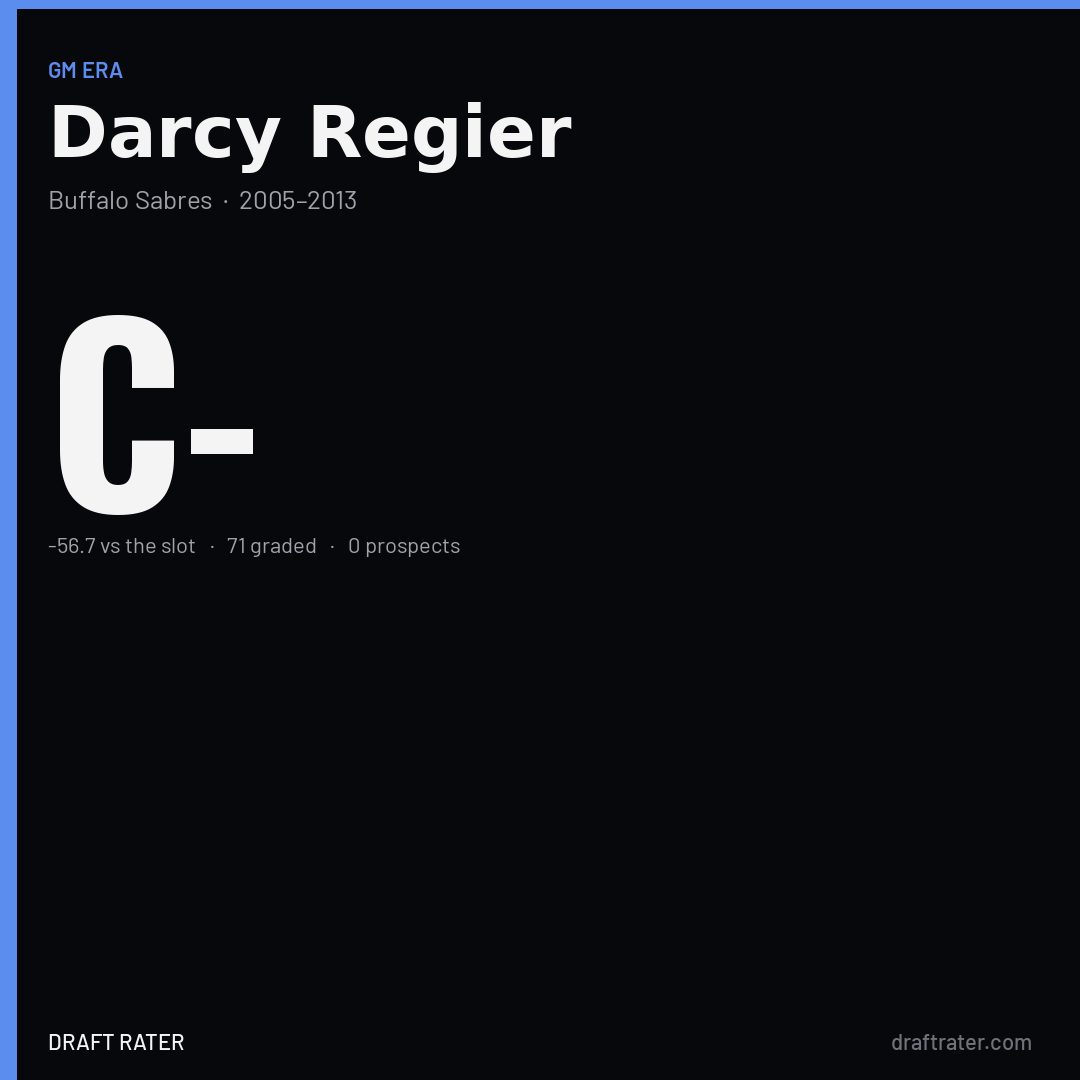 GM ERA
Darcy Regier
Buffalo Sabres · 2005–2013
C-
-56.7 vs the slot · 71 graded · 0 prospects
DRAFT RATER
draftrater.com